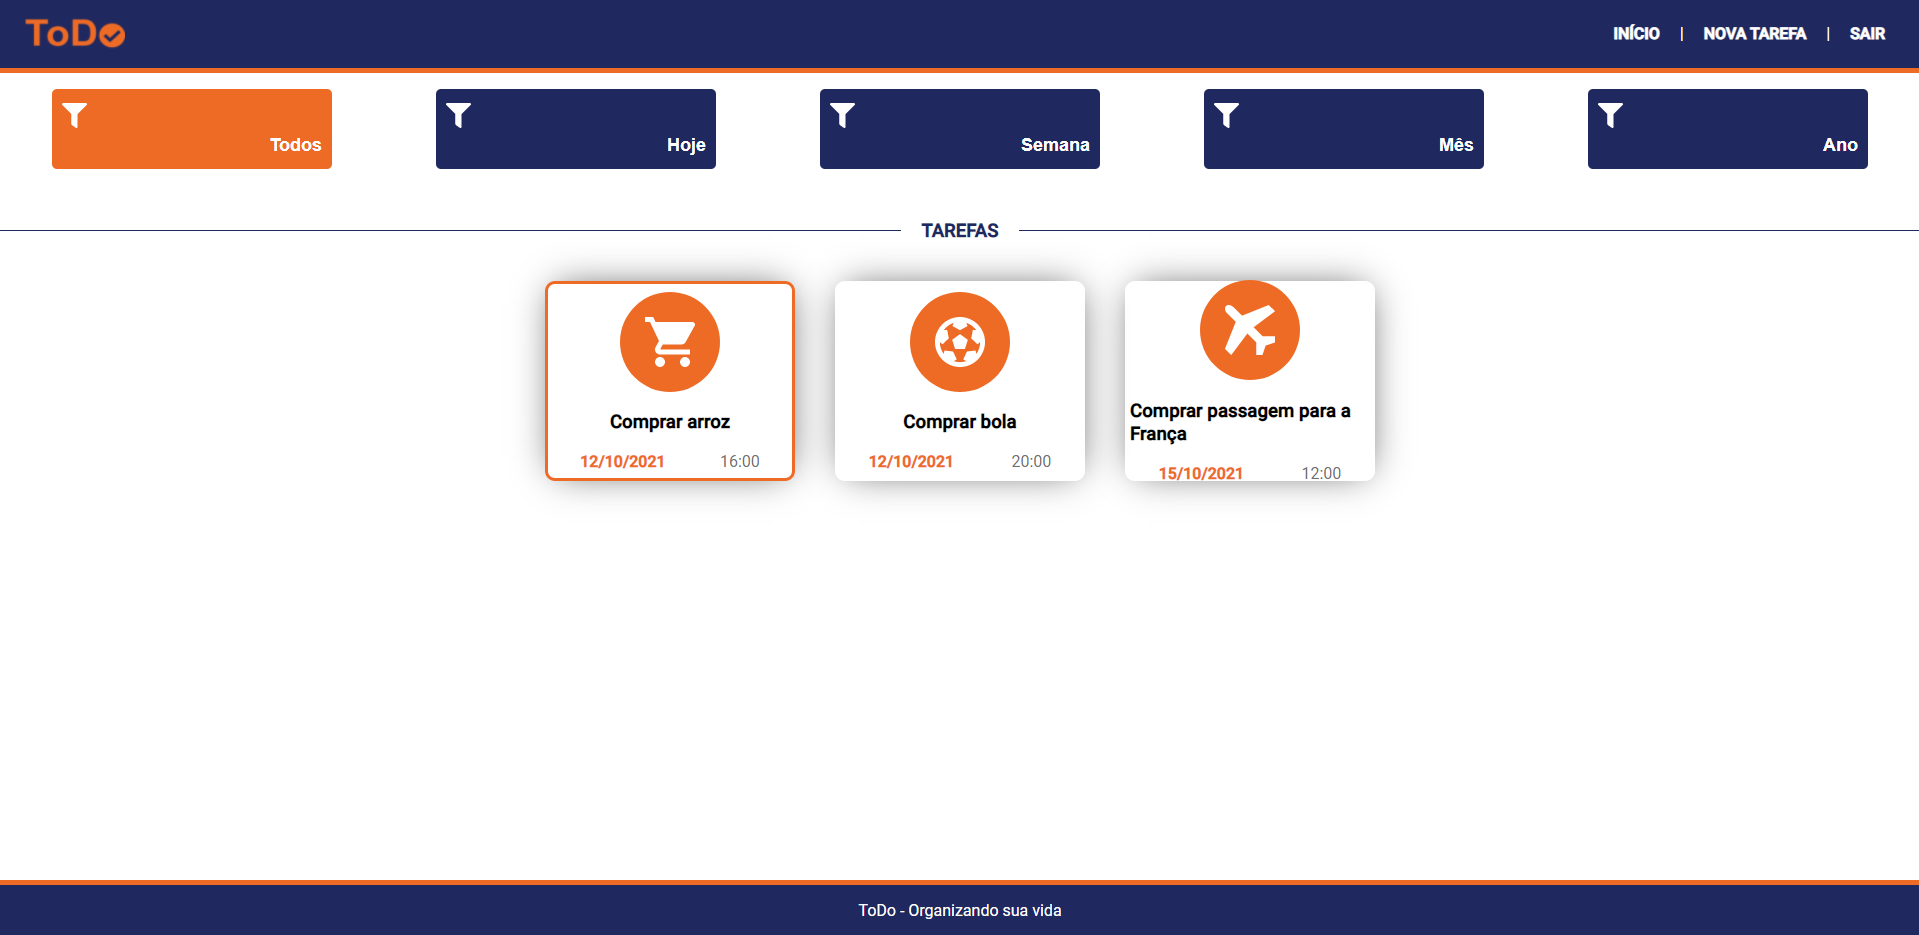 ToDo
INÍCIO | NOVA TAREFA | SAIR
Todos
Hoje
Semana
Mês
Ano
TAREFAS
Comprar arroz
12/10/2021 16:00
Comprar bola
12/10/2021 20:00
Comprar passagem para a
França
15/10/2021 12:00
ToDo - Organizando sua vida